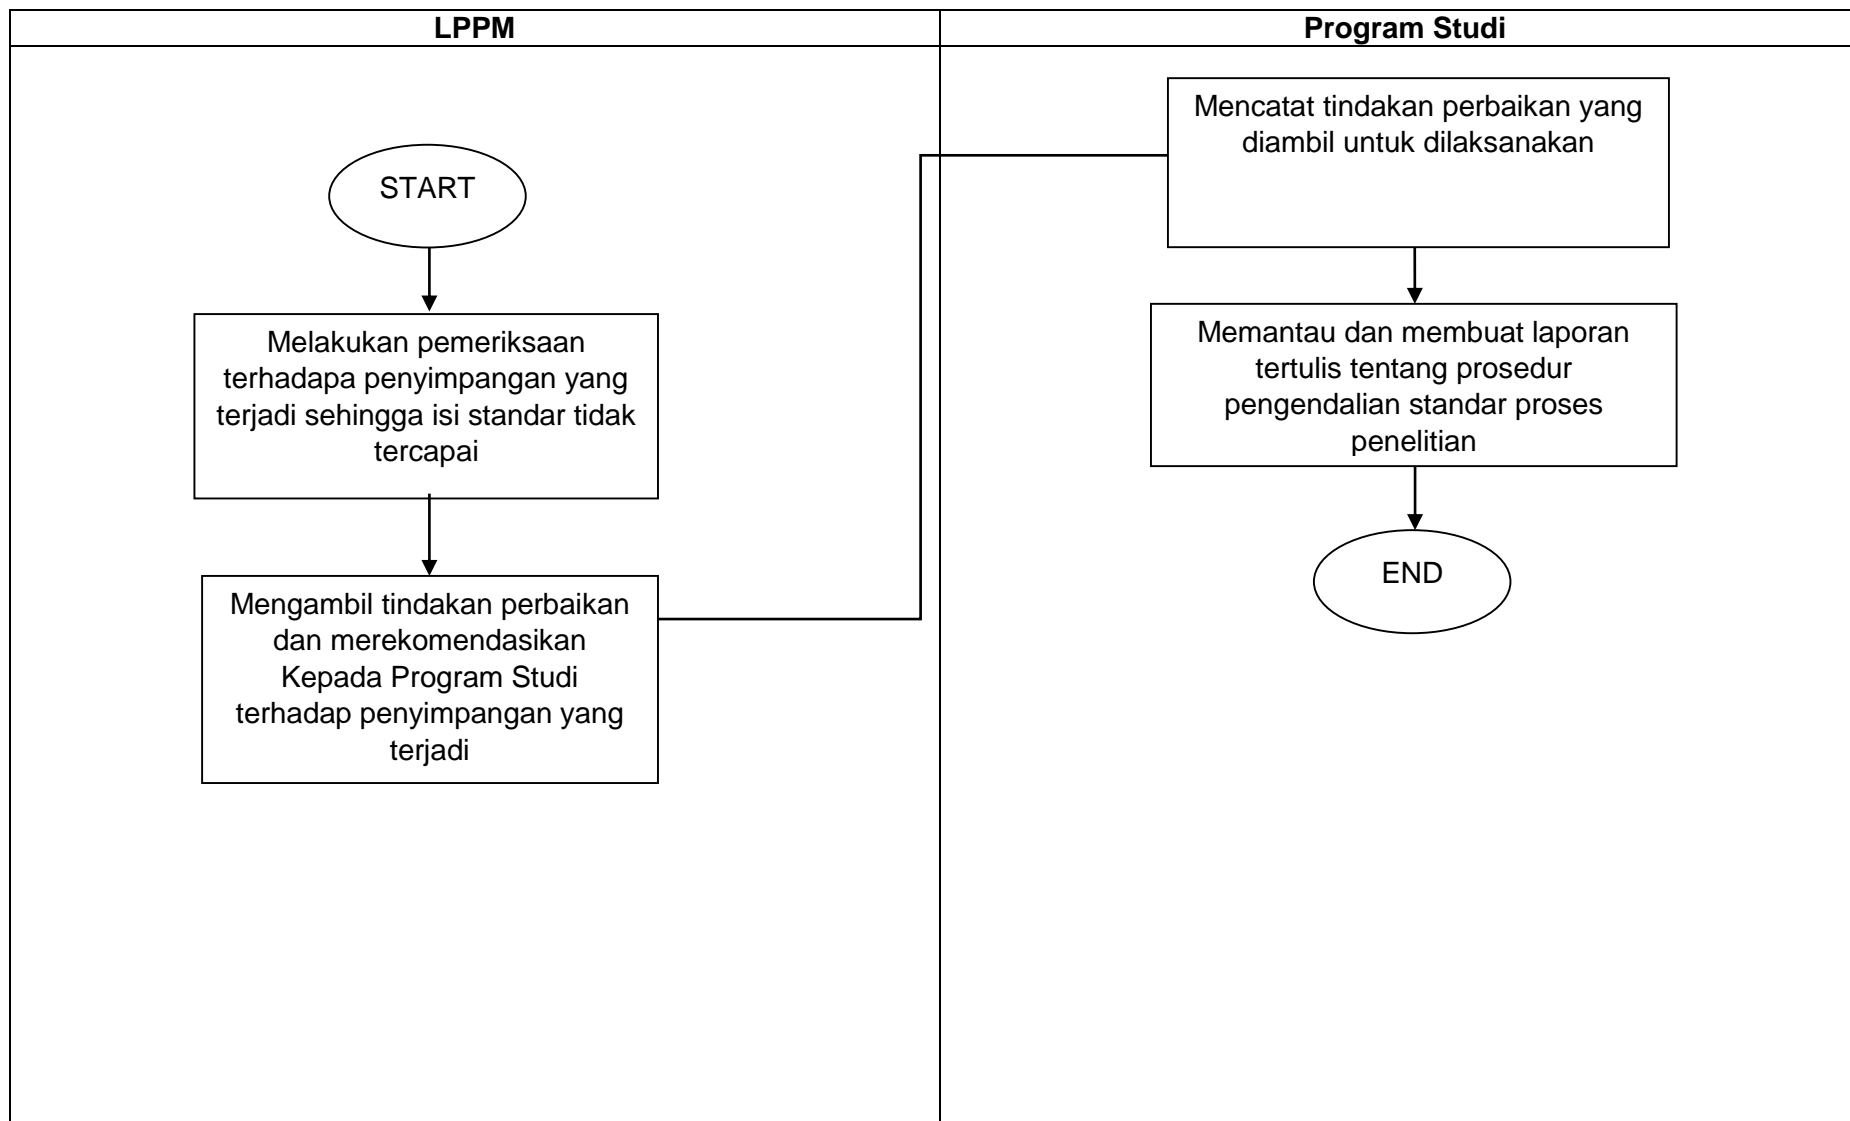 LPPM
Program Studi
START
Melakukan pemeriksaan
terhadapa penyimpangan yang
terjadi sehingga isi standar tidak
tercapai
Mengambil tindakan perbaikan
dan merekomendasikan
Kepada Program Studi
terhadap penyimpangan yang
terjadi
Mencatat tindakan perbaikan yang
diambil untuk dilaksanakan
Memantau dan membuat laporan
tertulis tentang prosedur
pengendalian standar proses
penelitian
END